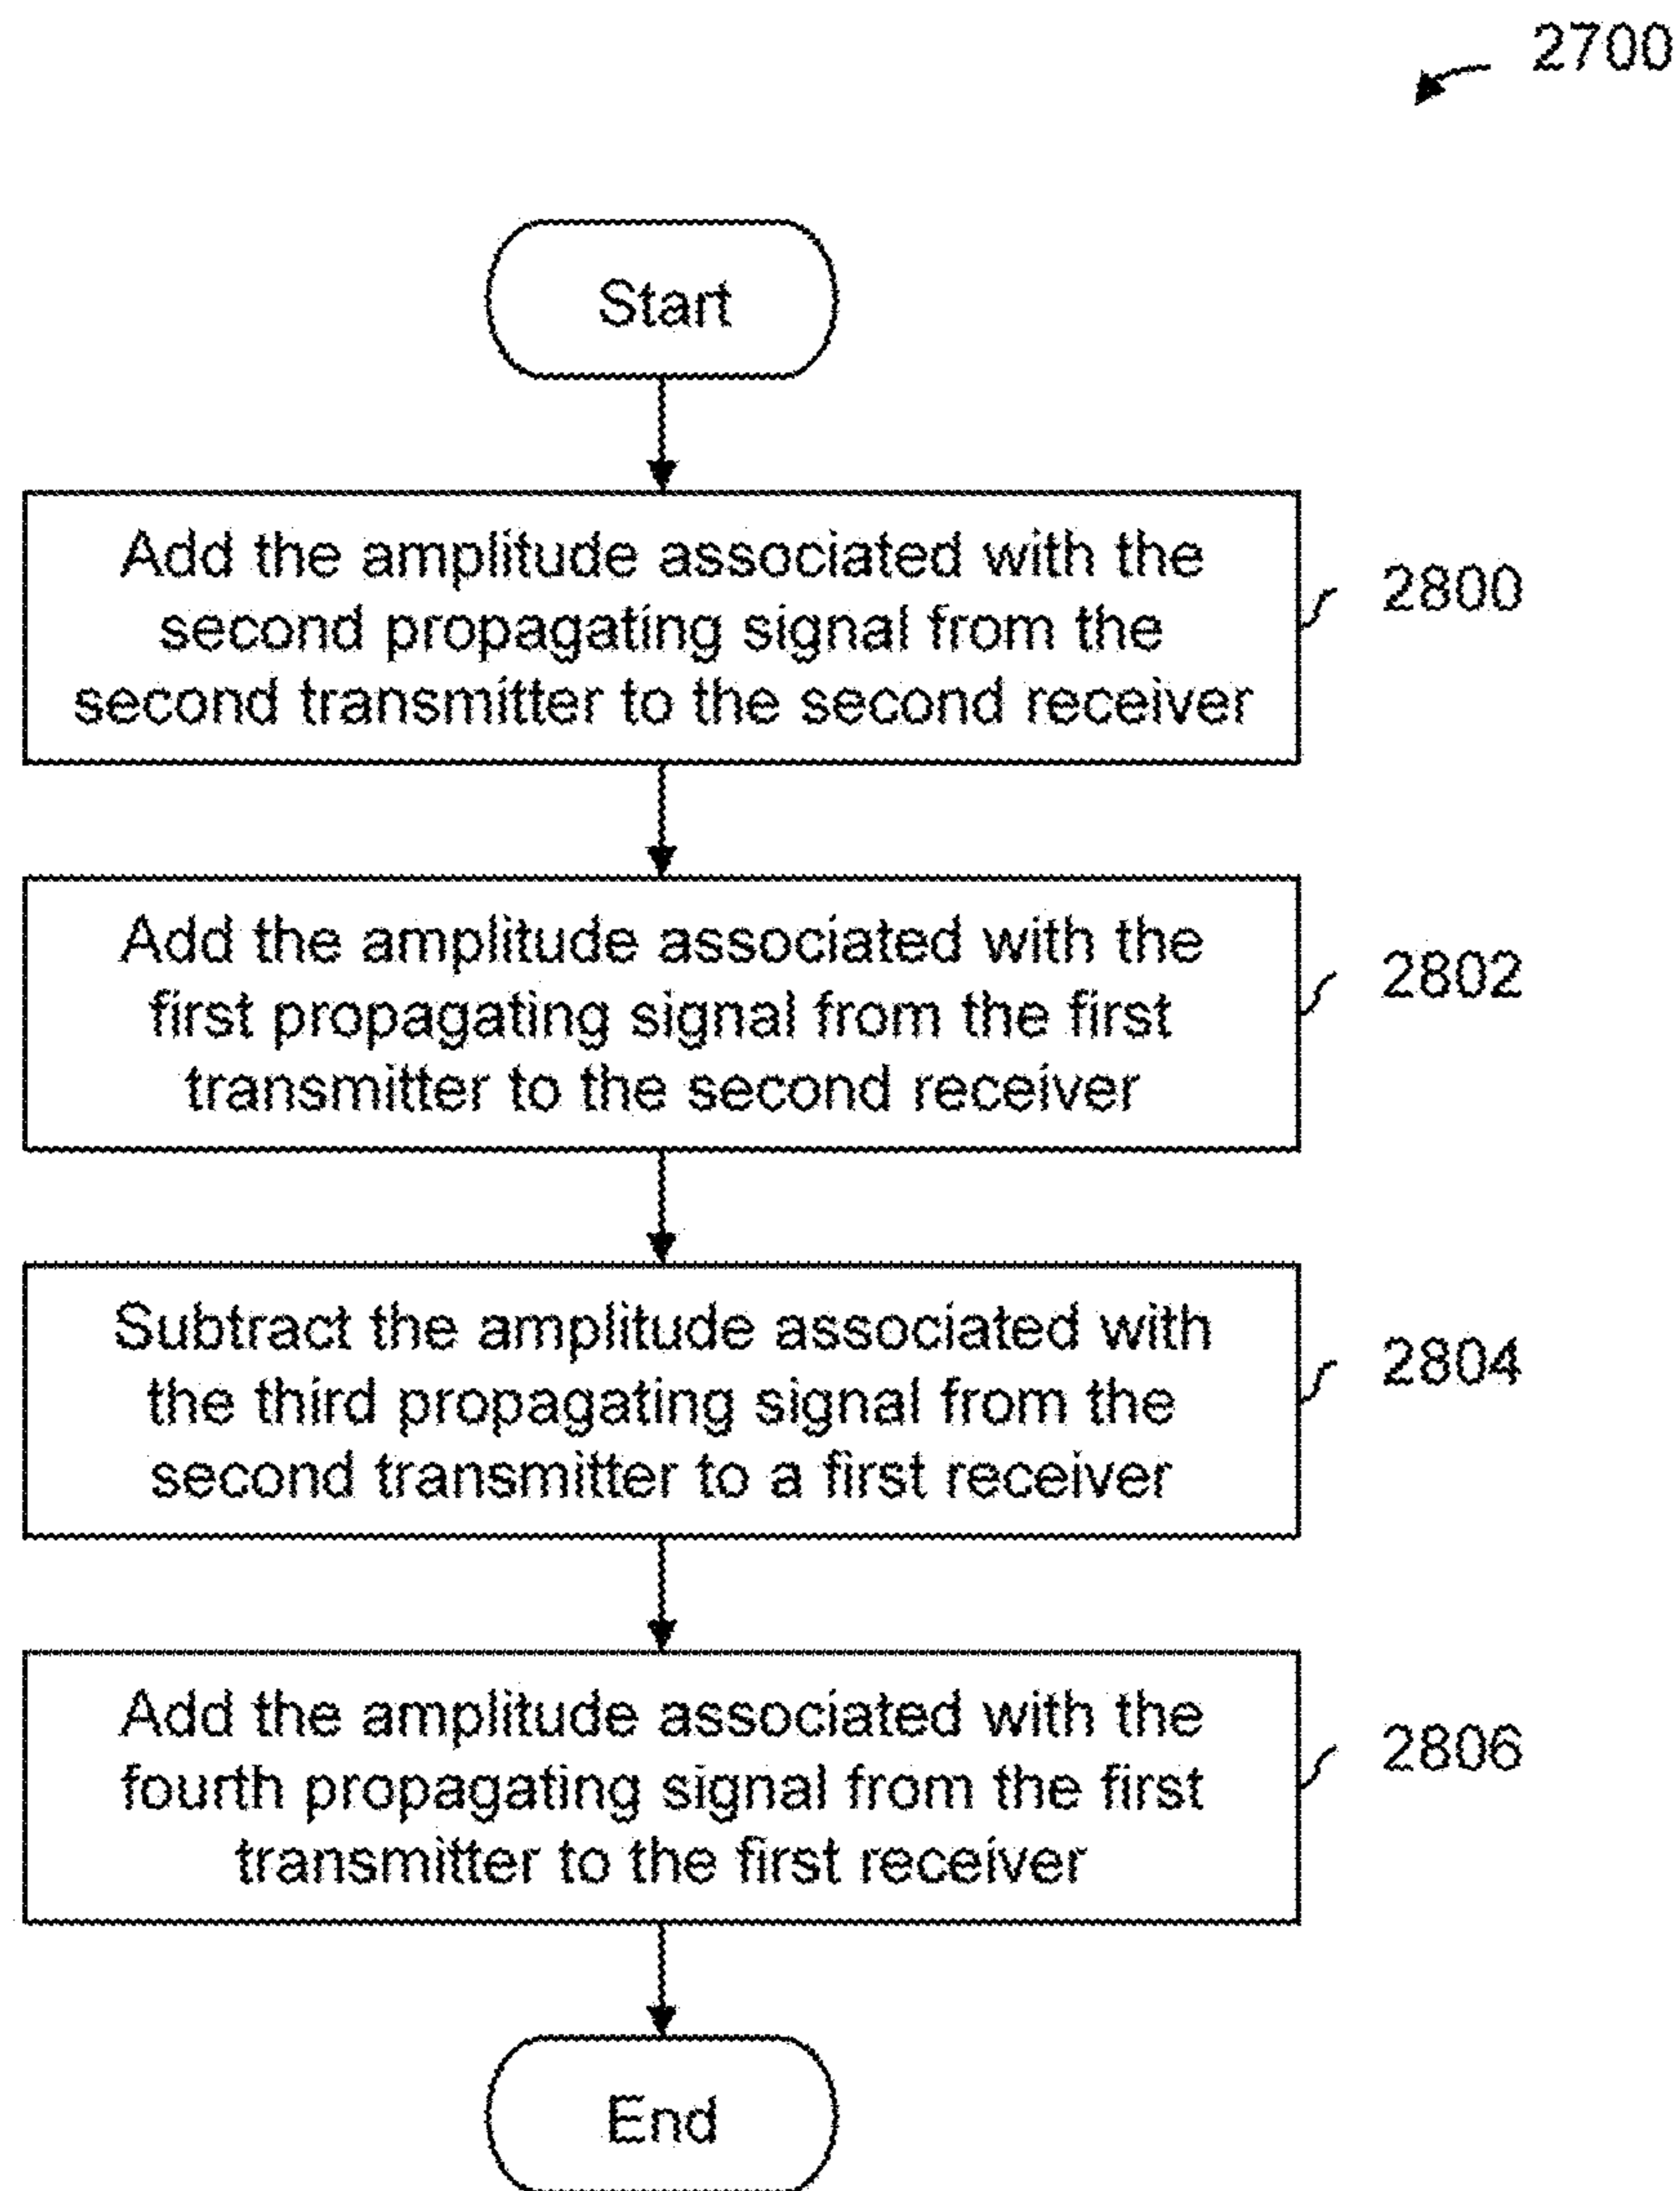 2700
Start
Add the amplitude associated with the
second propagating signal from the
second transmitter to the second receiver
2800
Add the amplitude associated with the
first propagating signal from the first
transmitter to the second receiver
2802
Subtract the amplitude associated with
the third propagating signal from the
second transmitter to a first receiver
2804
Add the amplitude associated with the
fourth propagating signal from the first
transmitter to the first receiver
2806
End